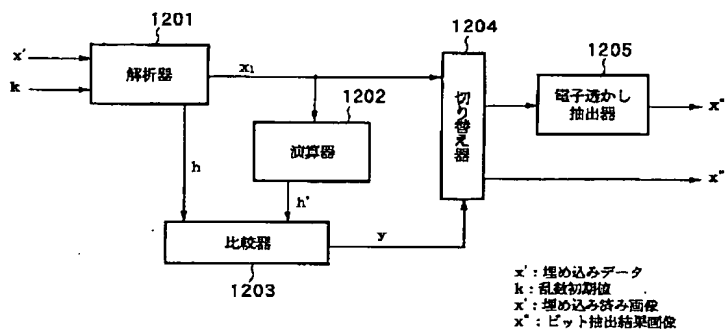 1201
1204
1205
1202
1203
x'
k
解析器
x₁
切り替え器
電子透かし
抽出器
x"
演算器
h
h'
x"
比較器
y
x':埋め込みデータ
k:乱数初期値
x':埋め込み済み画像
x":ビット抽出結果画像